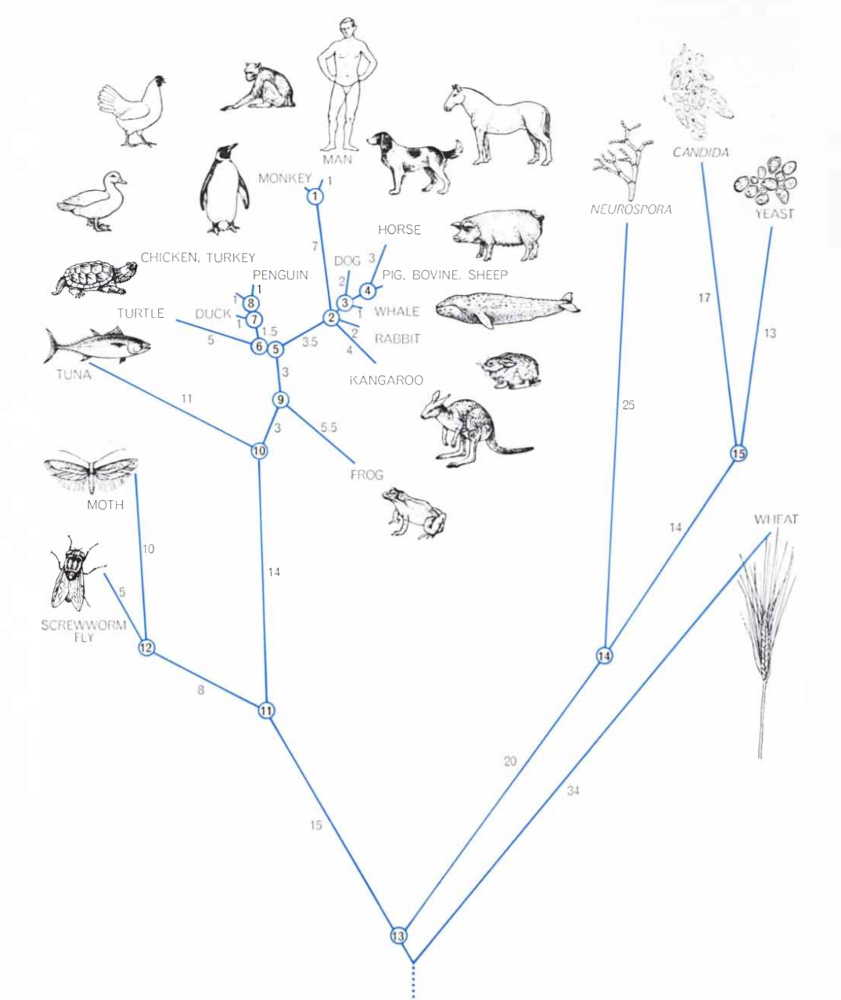 CANDIDA
MAN
MONKEY
1
1
NEUROSPORA
YEAST
HORSE
7
CHICKEN, TURKEY
DOG
3
PENGUIN
2
PIG, BOVINE. SHEEP
1
4
1
8
3
17
TURTLE
DUCK
7
2
1
WHALE
1
1.5
2
13
5
6
5
3.5
RABBIT
4
TUNA
3
KANGAROO
11
9
25
3
5.5
10
15
FROG
MOTH
WHEAT
14
10
14
5
SCREWWORM
FLY
12
14
8
11
20
34
15
13